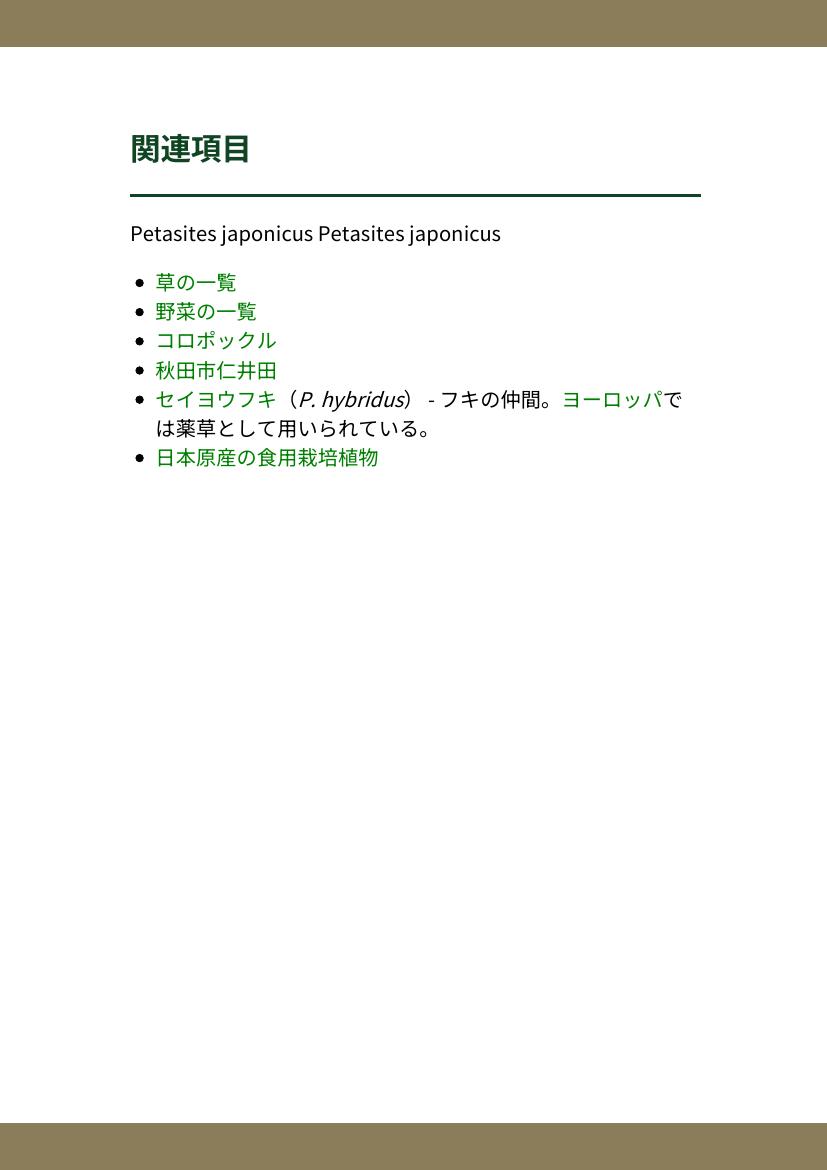 関連項目
Petasites japonicus Petasites japonicus
• 草の一覧
• 野菜の一覧
• コロポックル
• 秋田市仁井田
• セイヨウフキ（P. hybridus） - フキの仲間。ヨーロッパで
は薬草として用いられている。
• 日本原産の食用栽培植物